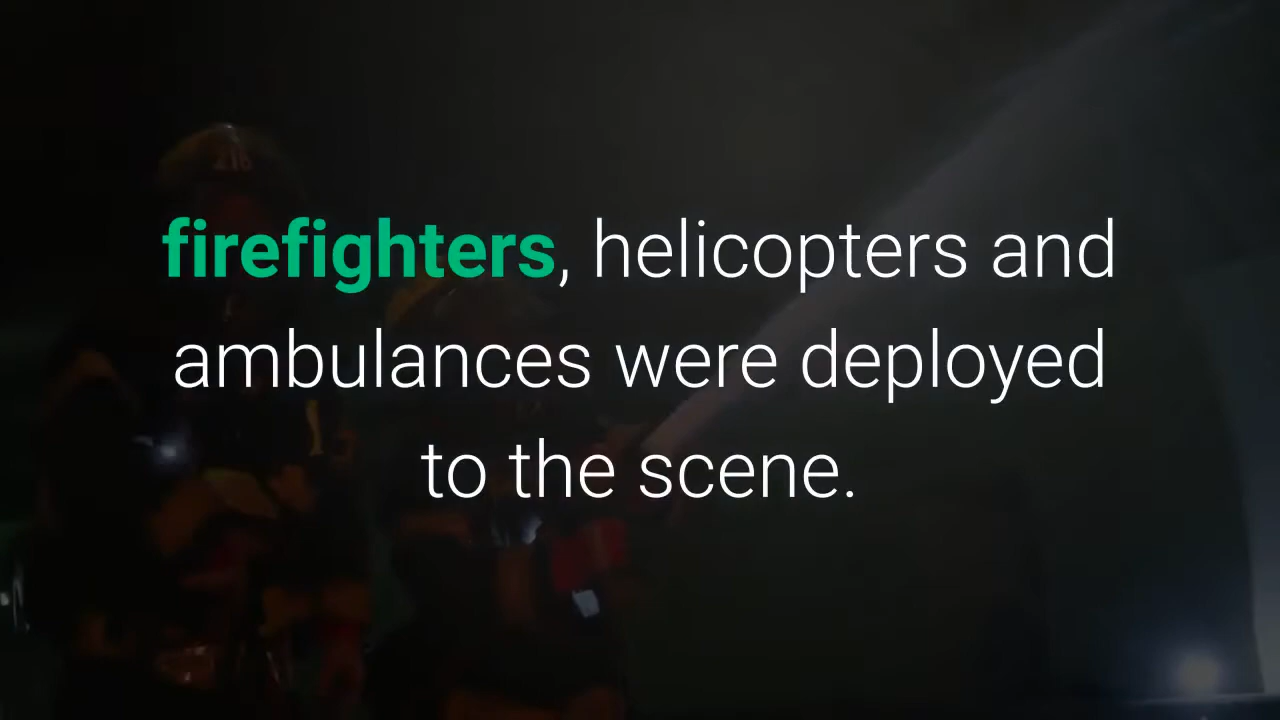 firefighters, helicopters and
ambulances were deployed
to the scene.